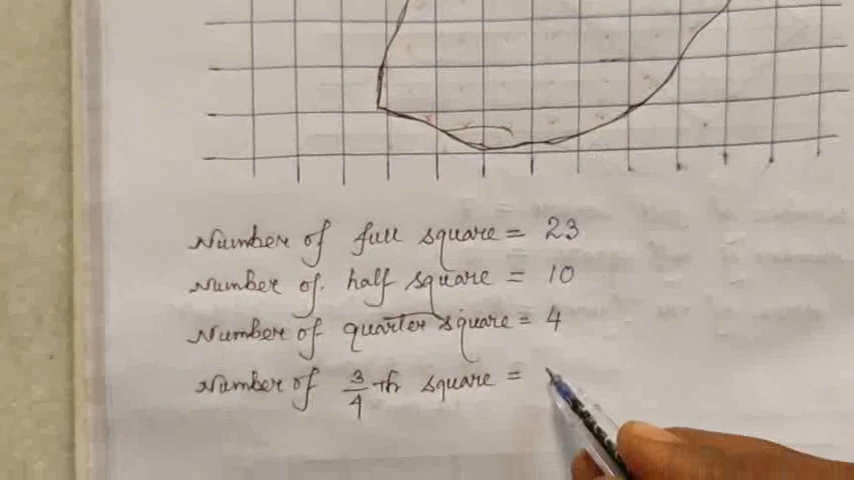 Number of full square = 23
Number of half square = 10
Number of quarter square = 4
Number of 3/4 th square =